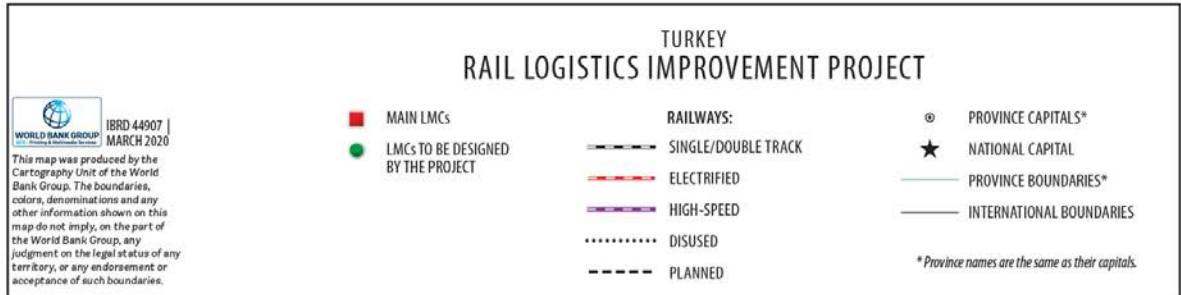 TURKEY
RAIL LOGISTICS IMPROVEMENT PROJECT
WORLD BANK GROUP
IBRD 44907 |
MARCH 2020
This map was produced by the
Cartography Unit of the World
Bank Group. The boundaries,
colors, denominations and any
other information shown on this
map do not imply, on the part of
the World Bank Group, any
judgment on the legal status of any
territory, or any endorsement or
acceptance of such boundaries.
MAIN LMCs
LMCs TO BE DESIGNED
BY THE PROJECT
RAILWAYS:
SINGLE/DOUBLE TRACK
ELECTRIFIED
HIGH-SPEED
DISUSED
PLANNED
PROVINCE CAPITALS*
NATIONAL CAPITAL
PROVINCE BOUNDARIES*
INTERNATIONAL BOUNDARIES
* Province names are the same as their capitals.